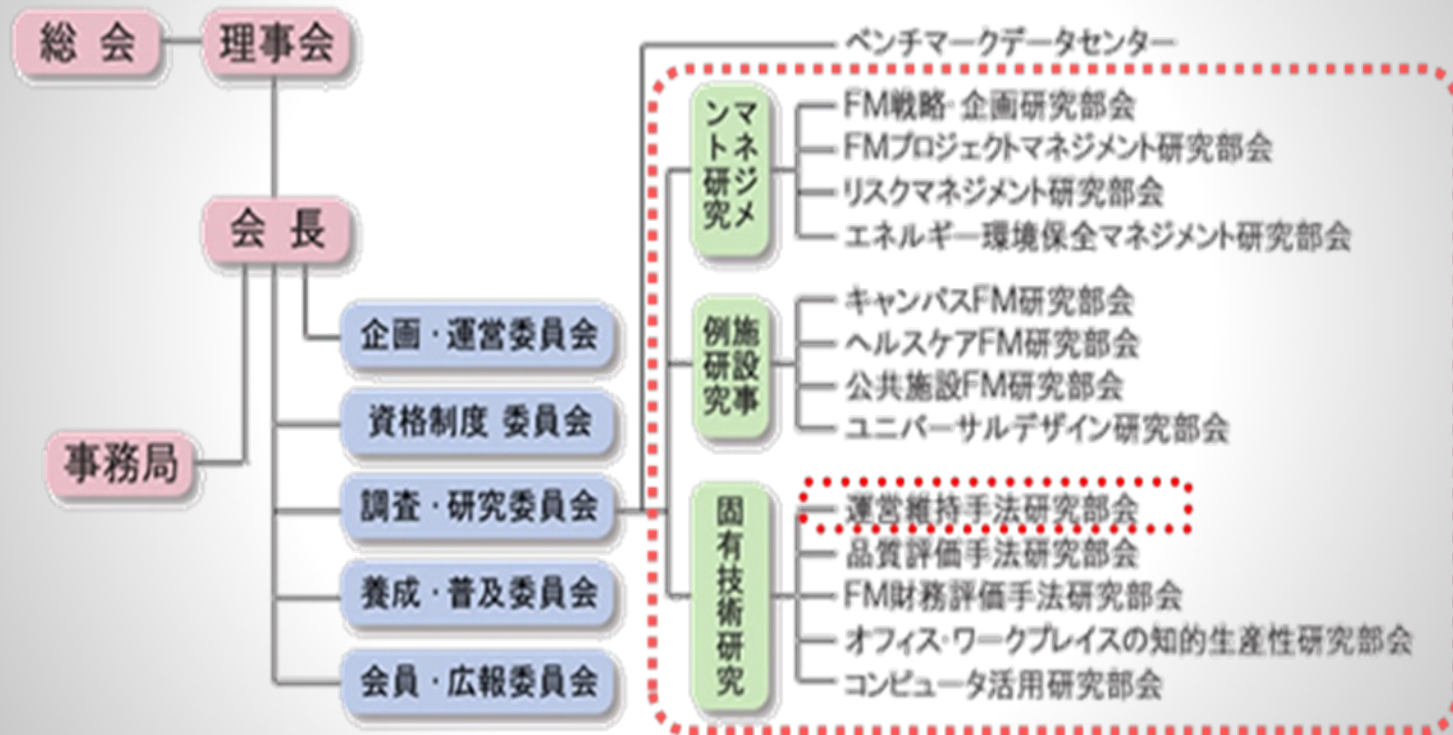 総 会
理事会
会 長
事務局
企画・運営委員会
資格制度 委員会
調査・研究委員会
養成・普及委員会
会員・広報委員会
ベンチマークデータセンター
マネジメ
ント研究
FM戦略・企画研究部会
FMプロジェクトマネジメント研究部会
リスクマネジメント研究部会
エネルギー環境保全マネジメント研究部会
施設事
例研究
キャンパスFM研究部会
ヘルスケアFM研究部会
公共施設FM研究部会
ユニバーサルデザイン研究部会
固有技術研究
運営維持手法研究部会
品質評価手法研究部会
FM財務評価手法研究部会
オフィス・ワークプレイスの知的生産性研究部会
コンピュータ活用研究部会